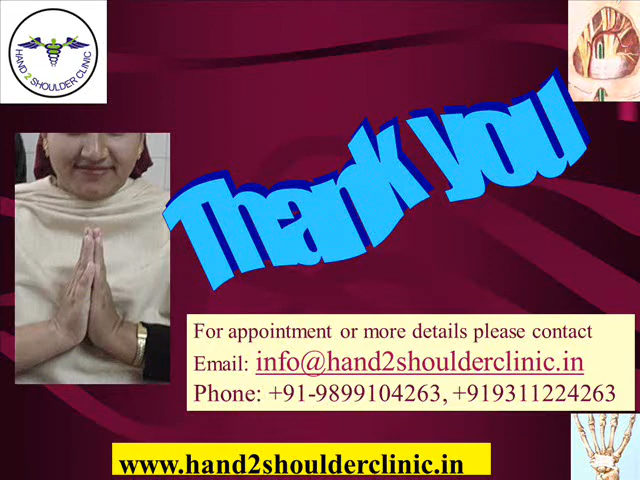 HAND 2 SHOULDER CLINIC
Thank you
For appointment or more details please contact
Email: info@hand2shoulderclinic.in
Phone: +91-9899104263, +919311224263
www.hand2shoulderclinic.in